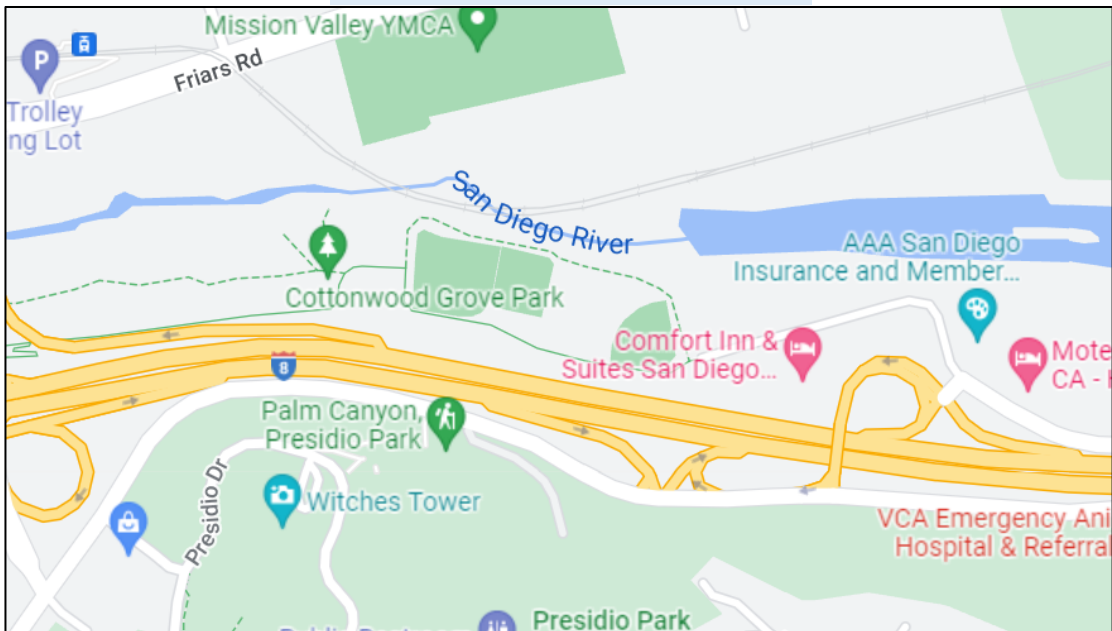 Mission Valley YMCA
Friars Rd
P
Trolley
ng Lot
San Diego River
AAA San Diego
Insurance and Member...
Cottonwood Grove Park
Comfort Inn &
Suites San Diego...
Mote
CA - H
8
Palm Canyon,
Presidio Park
Presidio Dr
Witches Tower
VCA Emergency Ani
Hospital & Referral
Presidio Park